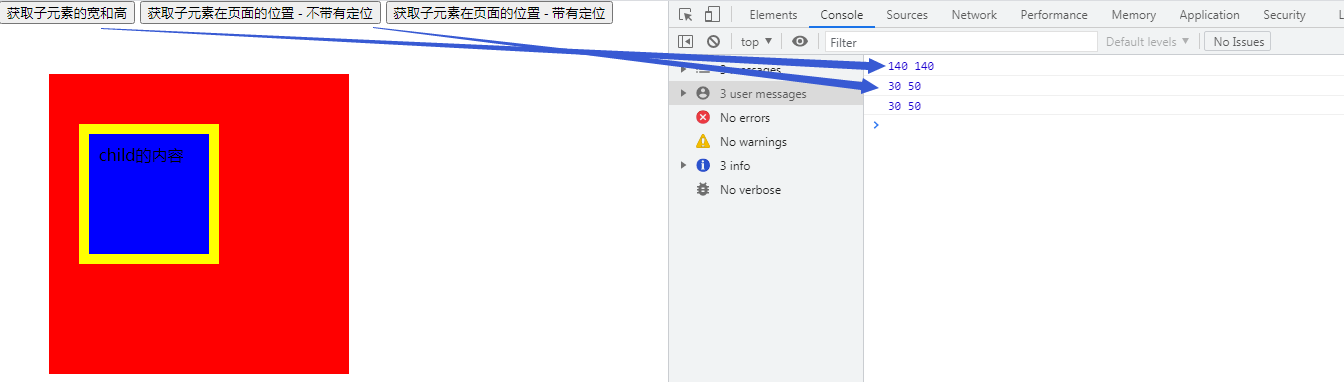 获取子元素的宽和高 获取子元素在页面的位置 - 不带有定位 获取子元素在页面的位置 - 带有定位
child的内容
Elements Console Sources Network Performance Memory Application Security L
top ▼ Filter Default levels ▼ No Issues
3 messages
3 user messages
No errors
No warnings
3 info
No verbose
140 140
30 50
30 50
>